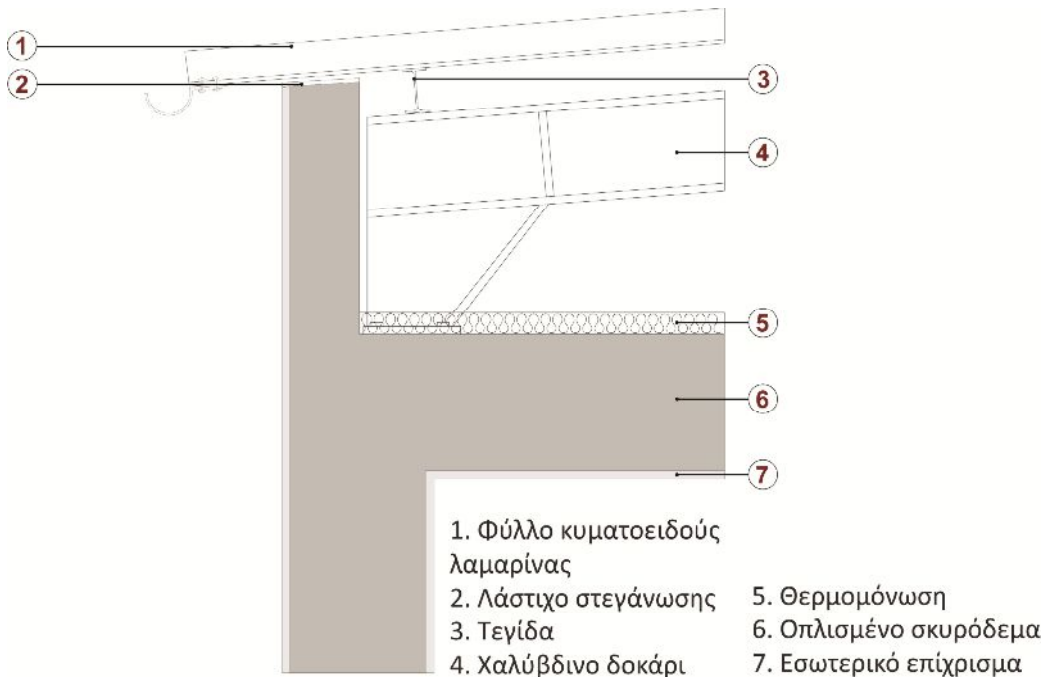 1
2
3
4
5
6
7
1. Φύλλο κυματοειδούς
λαμαρίνας
2. Λάστιχο στεγάνωσης
3. Τεγίδα
4. Χαλύβδινο δοκάρι
5. Θερμομόνωση
6. Οπλισμένο σκυρόδεμα
7. Εσωτερικό επίχρισμα